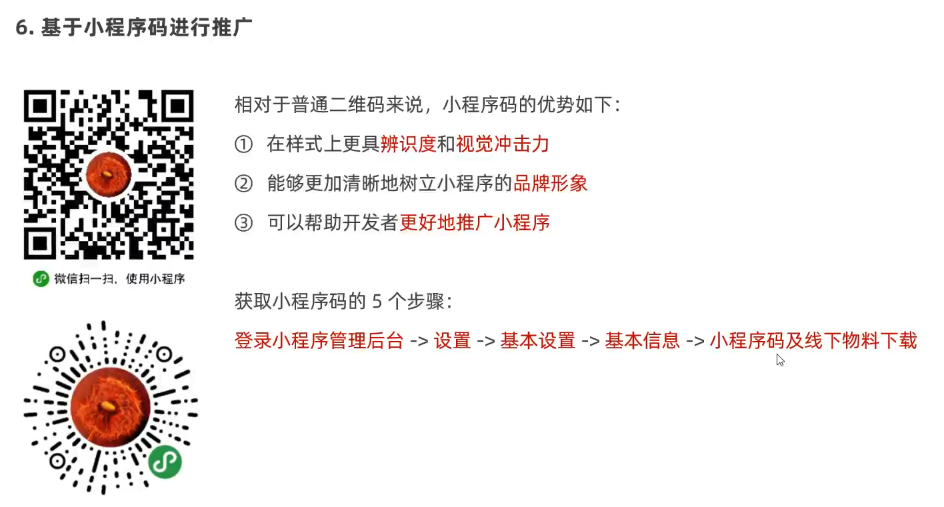 6. 基于小程序码进行推广
相对于普通二维码来说，小程序码的优势如下：
① 在样式上更具辨识度和视觉冲击力
② 能够更加清晰地树立小程序的品牌形象
③ 可以帮助开发者更好地推广小程序
微信扫一扫，使用小程序
获取小程序码的 5 个步骤：
登录小程序管理后台 -> 设置 -> 基本设置 -> 基本信息 -> 小程序码及线下物料下载